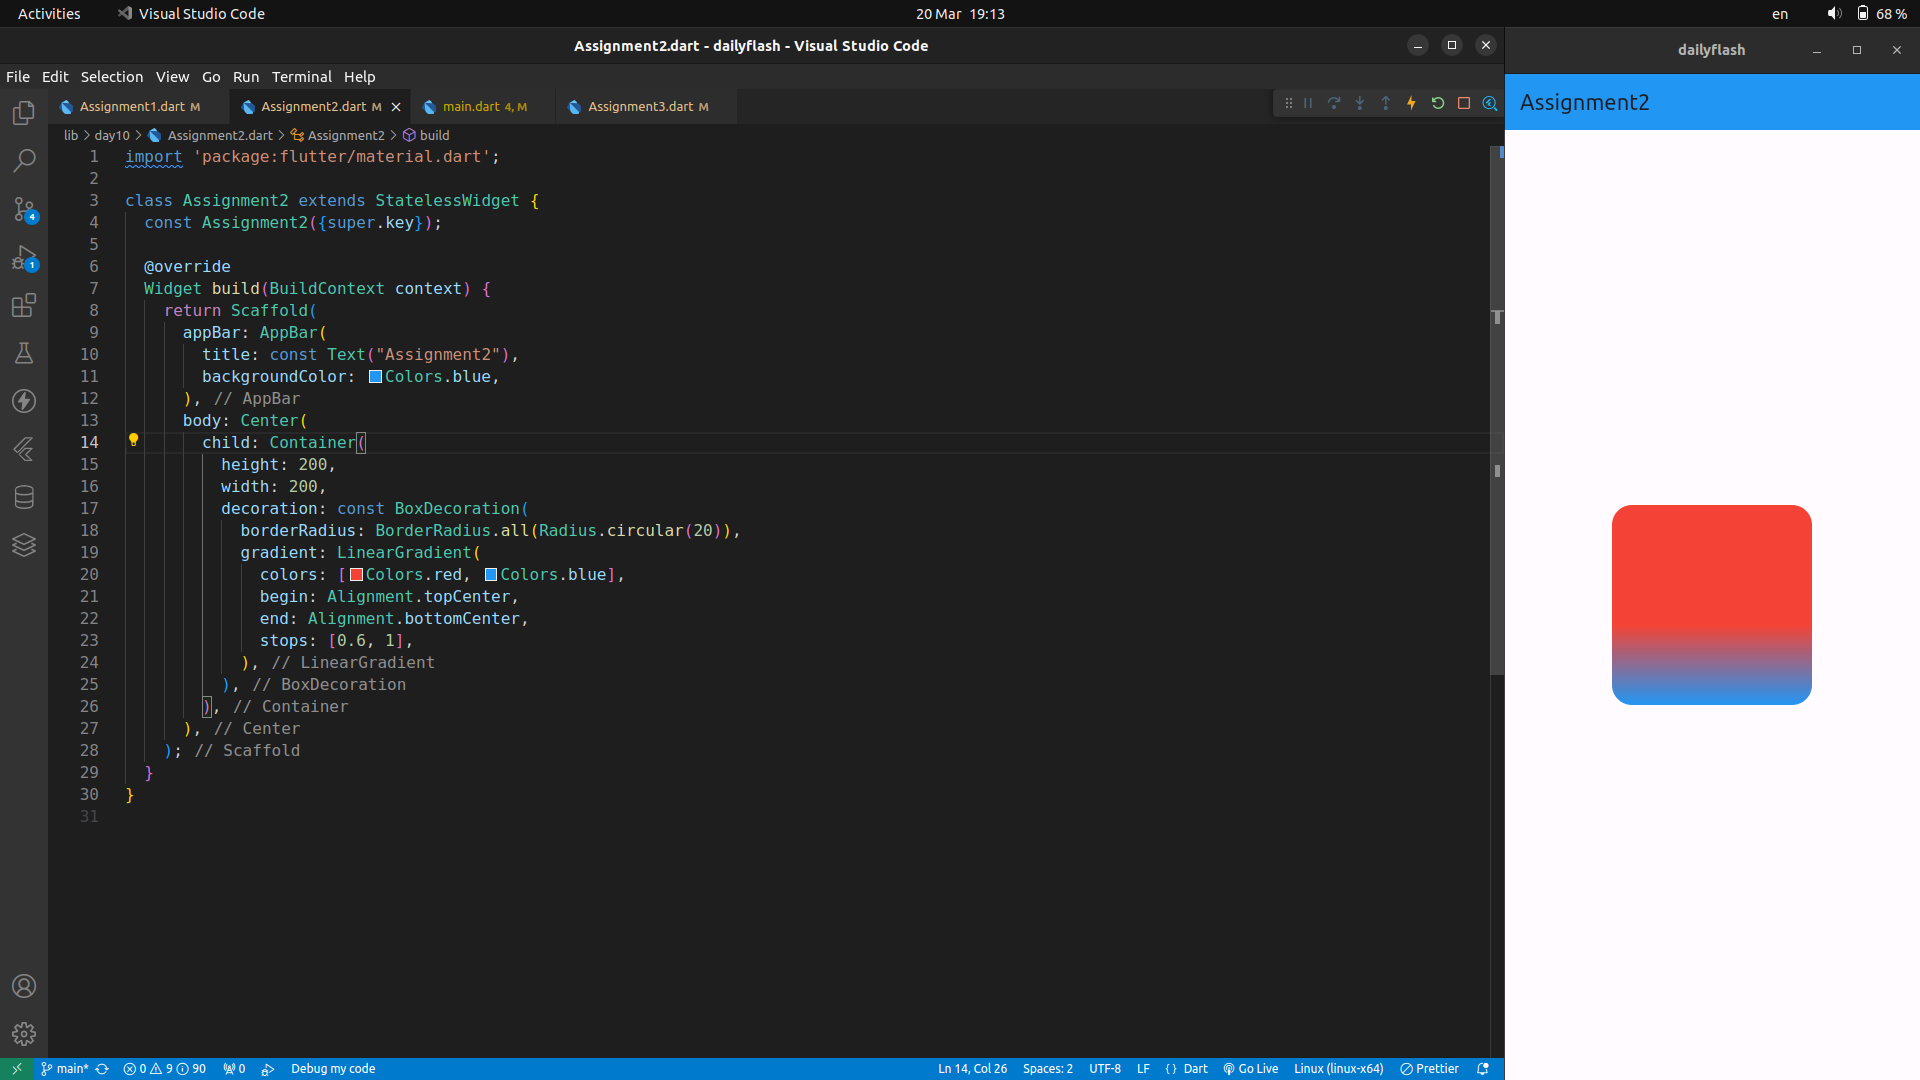 Activities
Visual Studio Code
20 Mar 19:13
en
68 %
Assignment2.dart - dailyflash - Visual Studio Code
dailyflash
File Edit Selection View Go Run Terminal Help
Assignment1.dart M
Assignment2.dart M
main.dart 4, M
Assignment3.dart M
Assignment2
lib > day10 > Assignment2.dart > Assignment2 > build
1 import 'package:flutter/material.dart';
2
3 class Assignment2 extends StatelessWidget {
4 const Assignment2({super.key});
5
6 @override
7 Widget build(BuildContext context) {
8 return Scaffold(
9 appBar: AppBar(
10 title: const Text("Assignment2"),
11 backgroundColor: Colors.blue,
12 ), // AppBar
13 body: Center(
14 child: Container(
15 height: 200,
16 width: 200,
17 decoration: const BoxDecoration(
18 borderRadius: BorderRadius.all(Radius.circular(20)),
19 gradient: LinearGradient(
20 colors: [Colors.red, Colors.blue],
21 begin: Alignment.topCenter,
22 end: Alignment.bottomCenter,
23 stops: [0.6, 1],
24 ), // LinearGradient
25 ), // BoxDecoration
26 ), // Container
27 ), // Center
28 ); // Scaffold
29 }
30 }
31
4
1
main* 0 9 90 0 Debug my code
Ln 14, Col 26 Spaces: 2 UTF-8 LF {} Dart Go Live Linux (linux-x64) Prettier